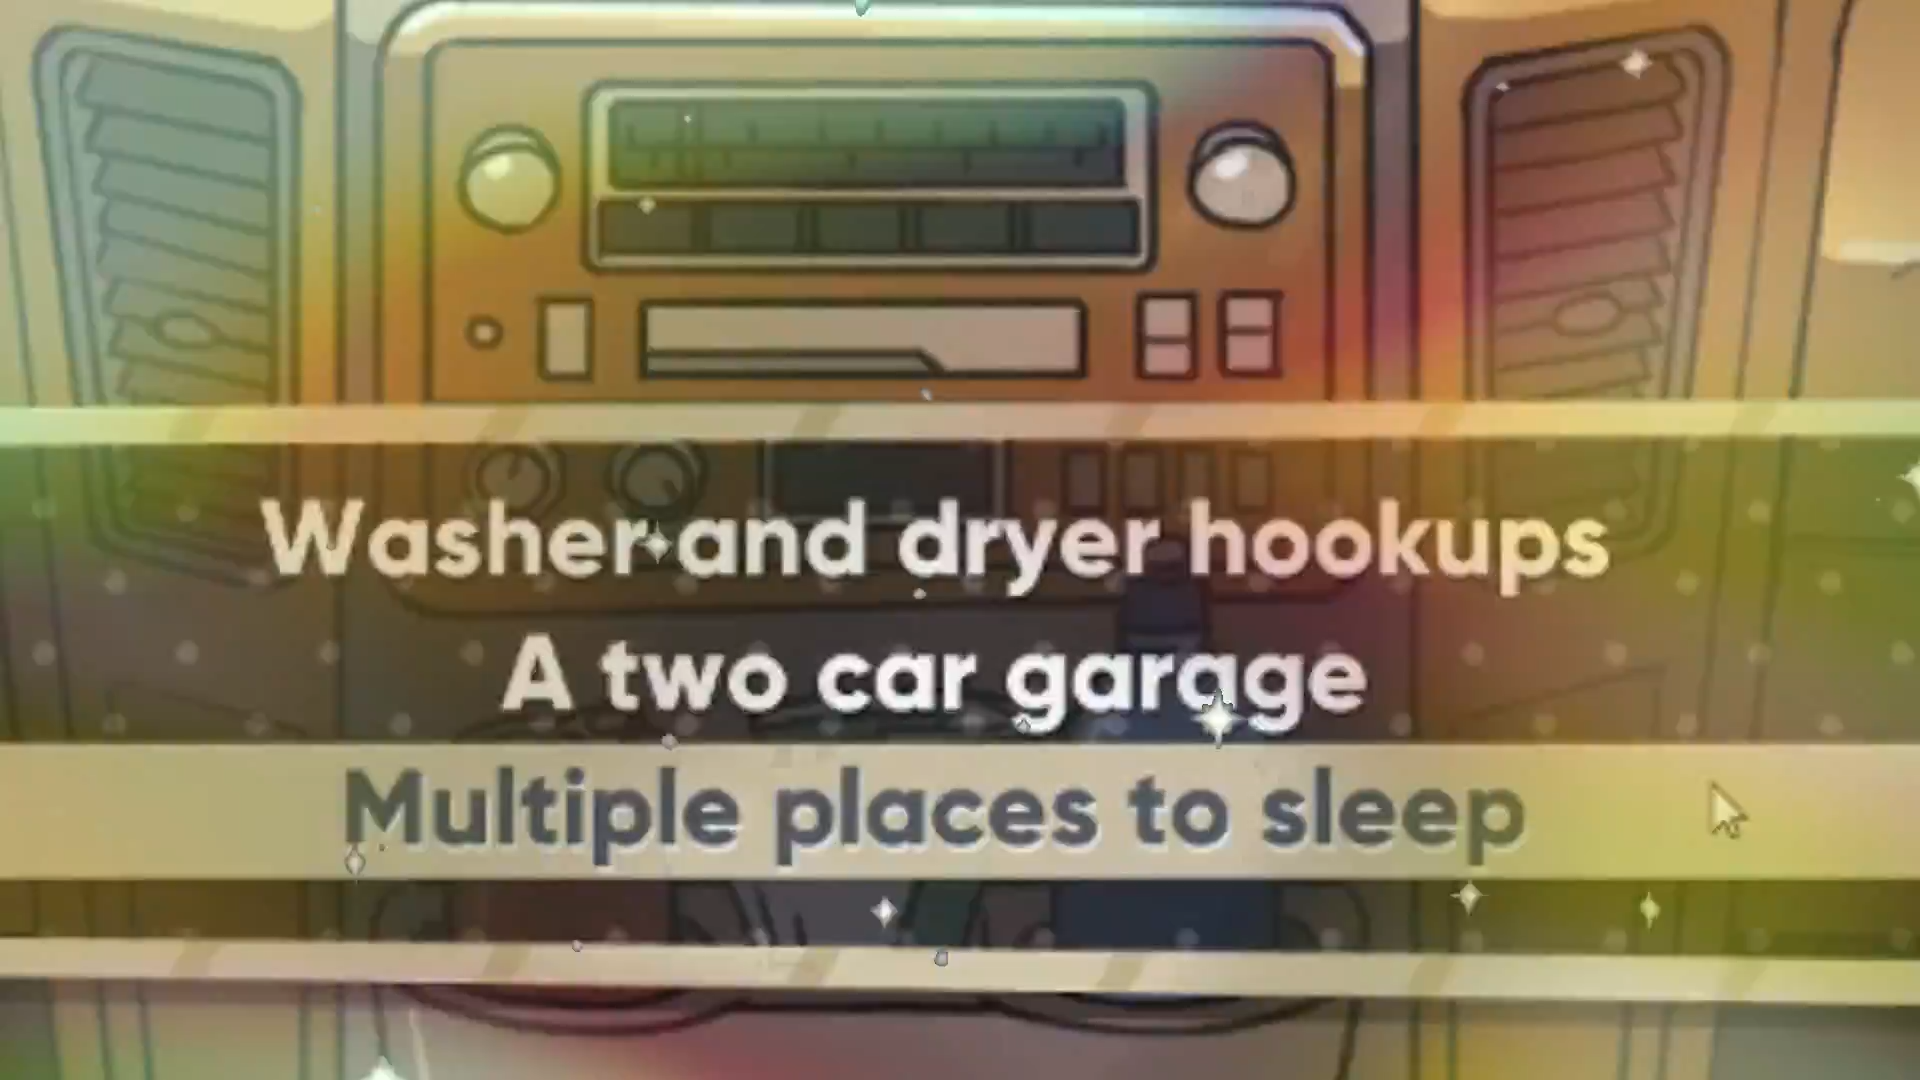 Washer and dryer hookups
A two car garage
Multiple places to sleep